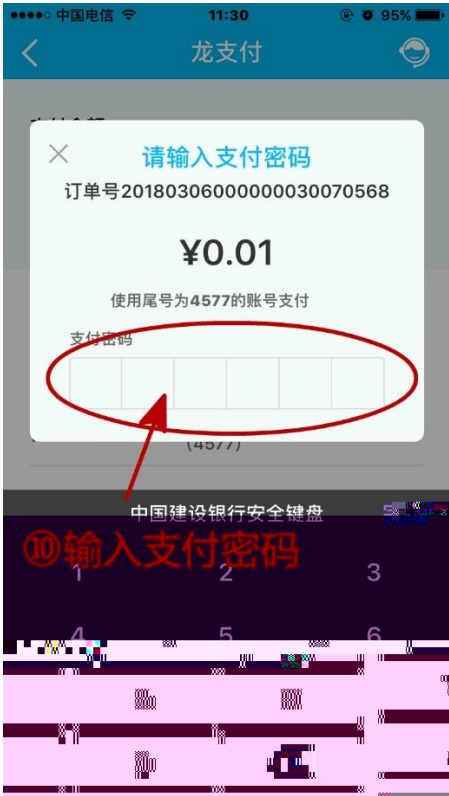 中国电信 11:30 95%
龙支付
请输入支付密码
订单号20180306000000030070568
¥0.01
使用尾号为4577的账号支付
支付密码
(4577)
中国建设银行安全键盘
⑩输入支付密码
1 2 3
4 5 6